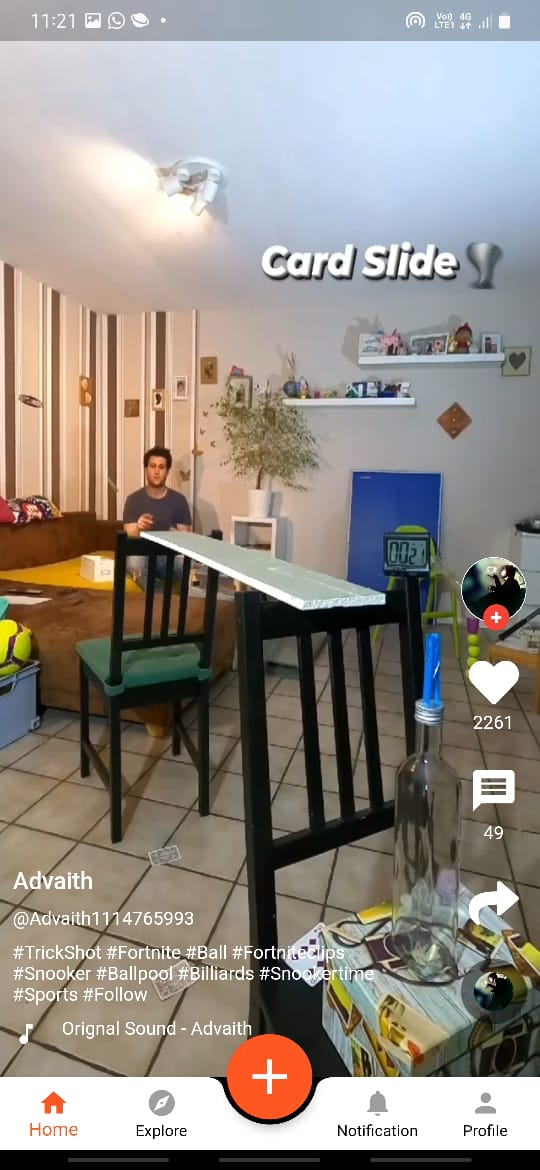 11:21
Vo)) 4G
LTE1
Card Slide
00 21
2261
49
Advaith
@Advaith1114765993
#TrickShot #Fortnite #Ball #Fortniteclips
#Snooker #Ballpool #Billiards #Snookertime
#Sports #Follow
Orignal Sound - Advaith
Home
Explore
Notification
Profile